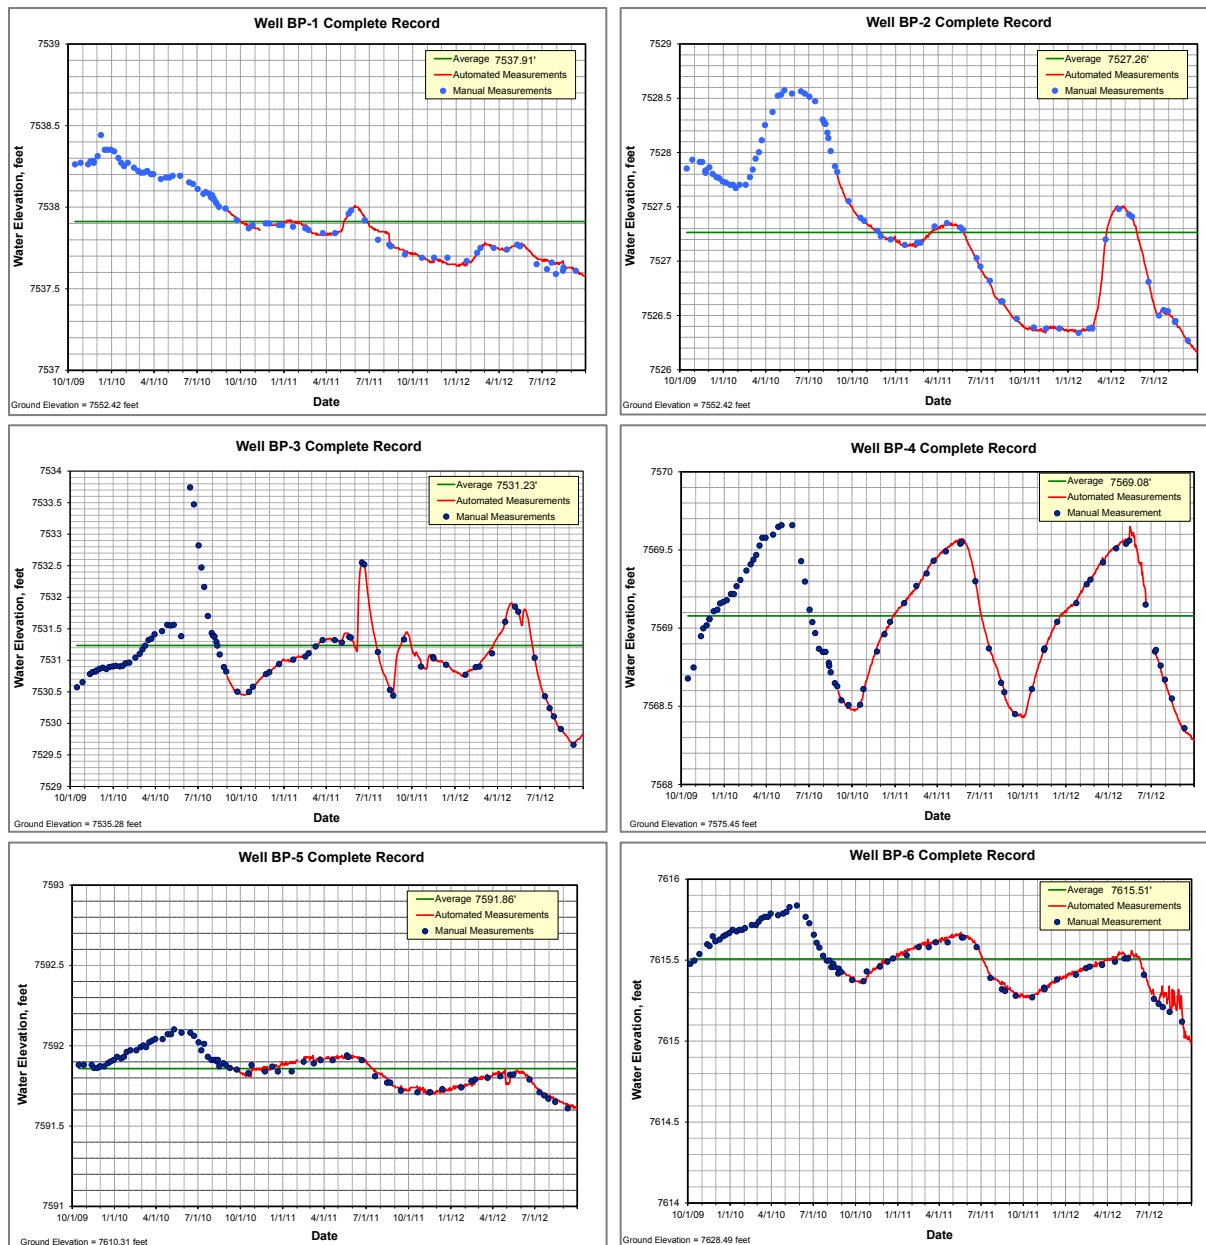 Well BP-1 Complete Record
Average 7537.91'
Automated Measurements
Manual Measurements
Water Elevation, feet
7539
7538.5
7538
7537.5
7537
10/1/09 1/1/10 4/1/10 7/1/10 10/1/10 1/1/11 4/1/11 7/1/11 10/1/11 1/1/12 4/1/12 7/1/12
Date
Ground Elevation = 7552.42 feet
Well BP-2 Complete Record
Average 7527.26'
Automated Measurements
Manual Measurements
Water Elevation, feet
7529
7528.5
7528
7527.5
7527
7526.5
7526
10/1/09 1/1/10 4/1/10 7/1/10 10/1/10 1/1/11 4/1/11 7/1/11 10/1/11 1/1/12 4/1/12 7/1/12
Date
Ground Elevation = 7552.42 feet
Well BP-3 Complete Record
Average 7531.23'
Automated Measurements
Manual Measurements
Water Elevation, feet
7534
7533.5
7533
7532.5
7532
7531.5
7531
7530.5
7530
7529.5
7529
10/1/09 1/1/10 4/1/10 7/1/10 10/1/10 1/1/11 4/1/11 7/1/11 10/1/11 1/1/12 4/1/12 7/1/12
Date
Ground Elevation = 7535.28 feet
Well BP-4 Complete Record
Average 7569.08'
Automated Measurements
Manual Measurements
Water Elevation, feet
7570
7569.5
7569
7568.5
7568
10/1/09 1/1/10 4/1/10 7/1/10 10/1/10 1/1/11 4/1/11 7/1/11 10/1/11 1/1/12 4/1/12 7/1/12
Date
Ground Elevation = 7575.45 feet
Well BP-5 Complete Record
Average 7591.86'
Automated Measurements
Manual Measurements
Water Elevation, feet
7593
7592.5
7592
7591.5
7591
10/1/09 1/1/10 4/1/10 7/1/10 10/1/10 1/1/11 4/1/11 7/1/11 10/1/11 1/1/12 4/1/12 7/1/12
Date
Ground Elevation = 7610.31 feet
Well BP-6 Complete Record
Average 7615.51'
Automated Measurements
Manual Measurement
Water Elevation, feet
7616
7615.5
7615
7614.5
7614
10/1/09 1/1/10 4/1/10 7/1/10 10/1/10 1/1/11 4/1/11 7/1/11 10/1/11 1/1/12 4/1/12 7/1/12
Date
Ground Elevation = 7628.49 feet